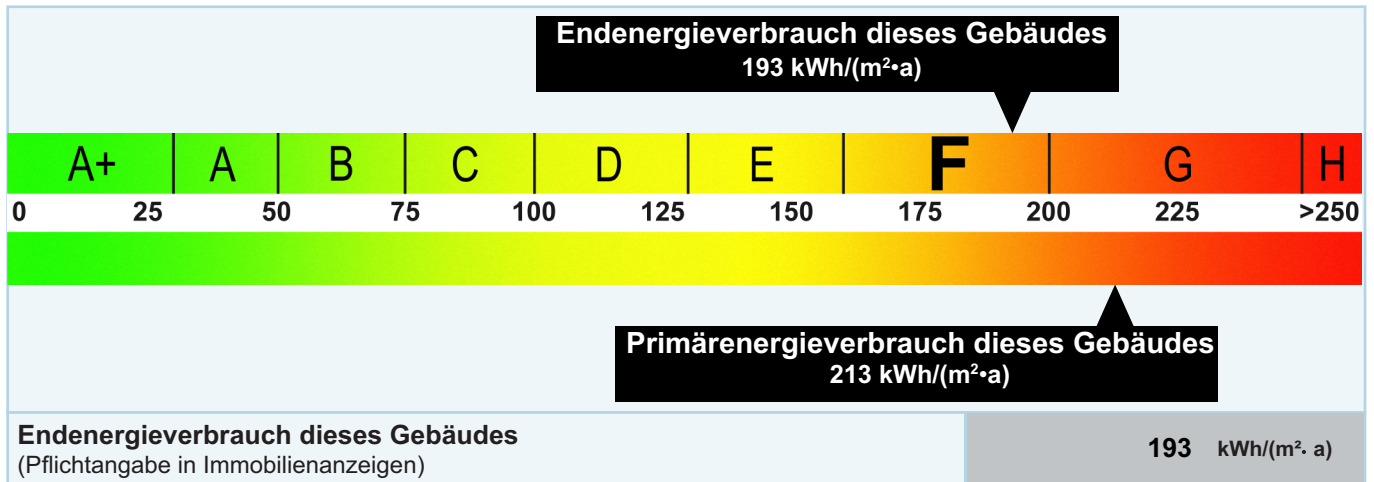 Endenergieverbrauch dieses Gebäudes
193 kWh/(m²•a)
A+ A B C D E F G H
0 25 50 75 100 125 150 175 200 225 >250
Primärenergieverbrauch dieses Gebäudes
213 kWh/(m²•a)
Endenergieverbrauch dieses Gebäudes
193 kWh/(m²· a)
(Pflichtangabe in Immobilienanzeigen)